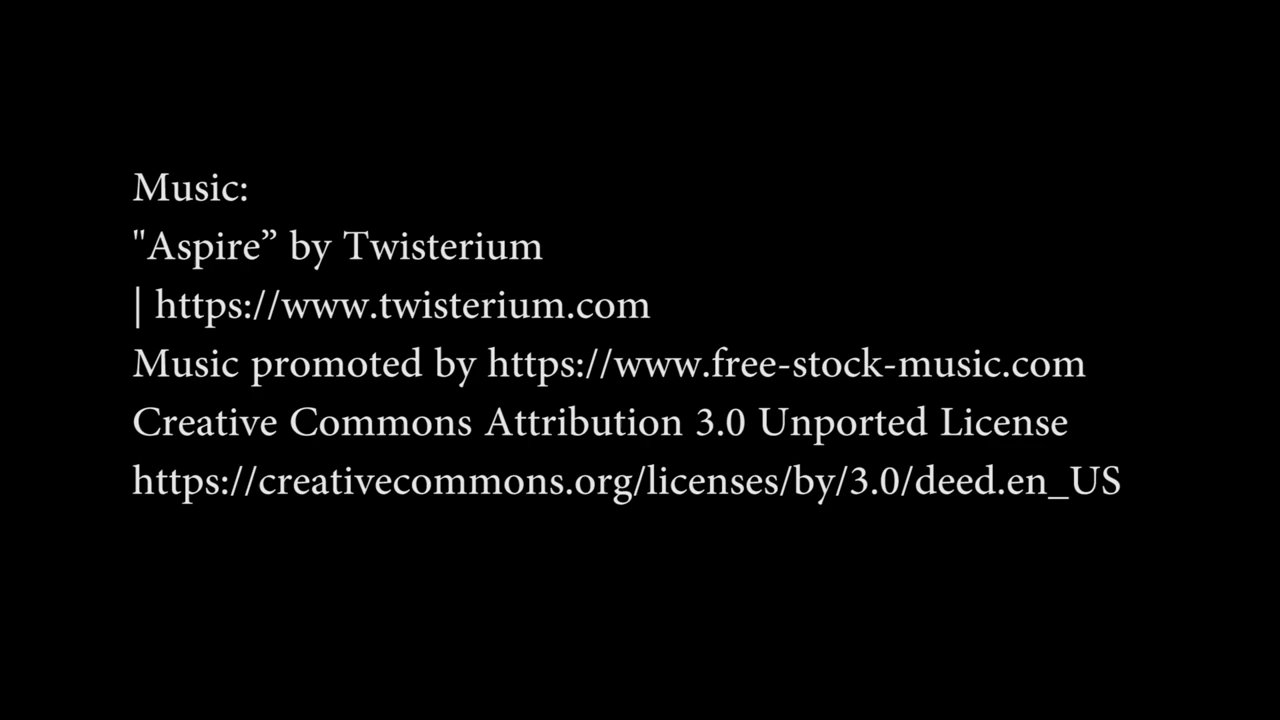 Music:
"Aspire” by Twisterium
| https://www.twisterium.com
Music promoted by https://www.free-stock-music.com
Creative Commons Attribution 3.0 Unported License
https://creativecommons.org/licenses/by/3.0/deed.en_US